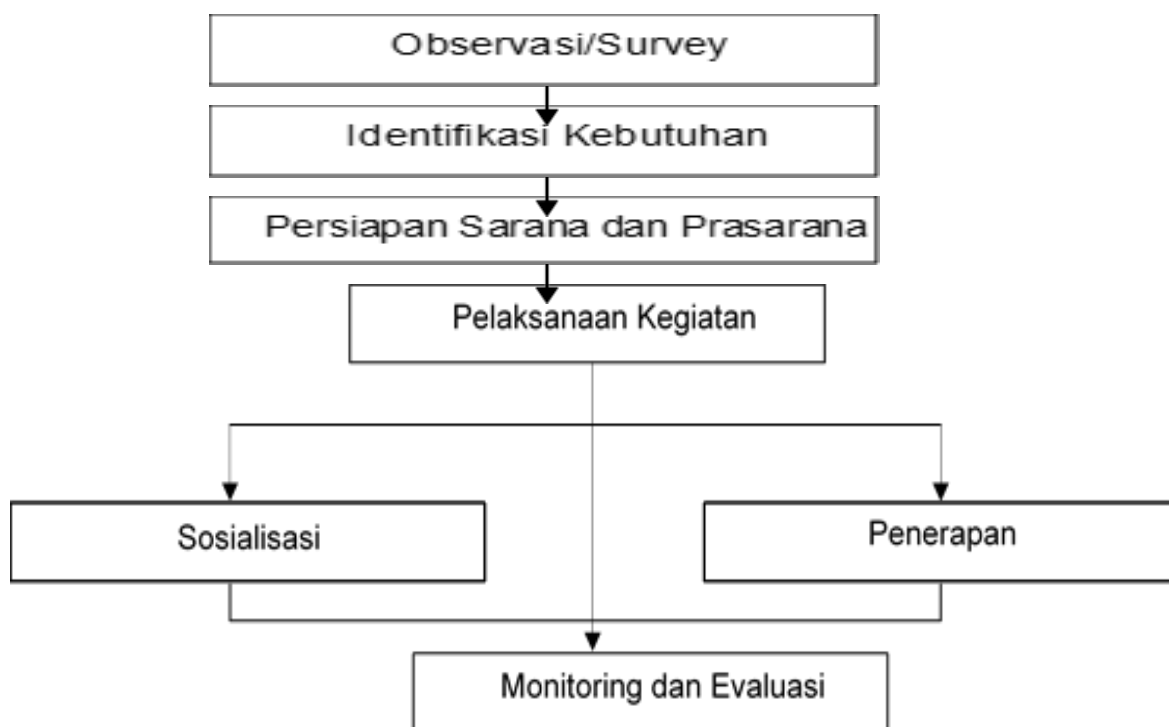 Observasi/Survey
Identifikasi Kebutuhan
Persiapan Sarana dan Prasarana
Pelaksanaan Kegiatan
Sosialisasi
Penerapan
Monitoring dan Evaluasi